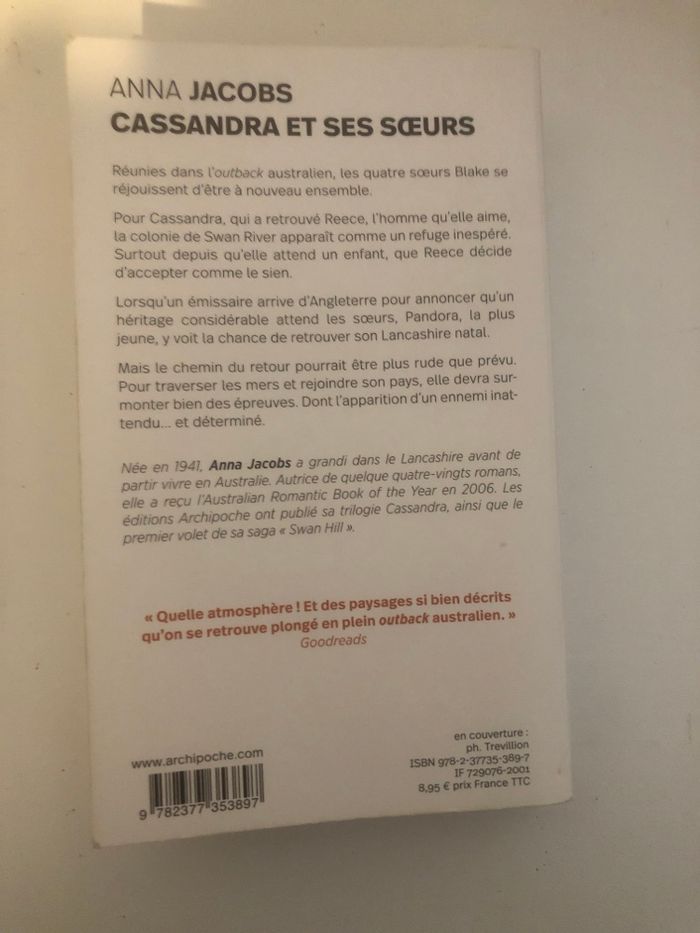 ANNA JACOBS
CASSANDRA ET SES SŒURS
Réunies dans l'outback australien, les quatre sœurs Blake se
réjouissent d'être à nouveau ensemble.
Pour Cassandra, qui a retrouvé Reece, l'homme qu'elle aime,
la colonie de Swan River apparaît comme un refuge inespéré.
Surtout depuis qu'elle attend un enfant, que Reece décide
d'accepter comme le sien.
Lorsqu'un émissaire arrive d'Angleterre pour annoncer qu'un
héritage considérable attend les sœurs, Pandora, la plus
jeune, y voit la chance de retrouver son Lancashire natal.
Mais le chemin du retour pourrait être plus rude que prévu.
Pour traverser les mers et rejoindre son pays, elle devra sur-
monter bien des épreuves. Dont l'apparition d'un ennemi inat-
tendu... et déterminé.
Née en 1941, Anna Jacobs a grandi dans le Lancashire avant de
partir vivre en Australie. Autrice de quelque quatre-vingts romans,
elle a reçu l'Australian Romantic Book of the Year en 2006. Les
éditions Archipoche ont publié sa trilogie Cassandra, ainsi que le
premier volet de sa saga « Swan Hill ».
« Quelle atmosphère ! Et des paysages si bien décrits
qu'on se retrouve plongé en plein outback australien. »
Goodreads
www.archipoche.com
9 782377 353897
en couverture :
ph. Trevillion
ISBN 978-2-37735-389-7
IF 729076-2001
8,95 € prix France TTC